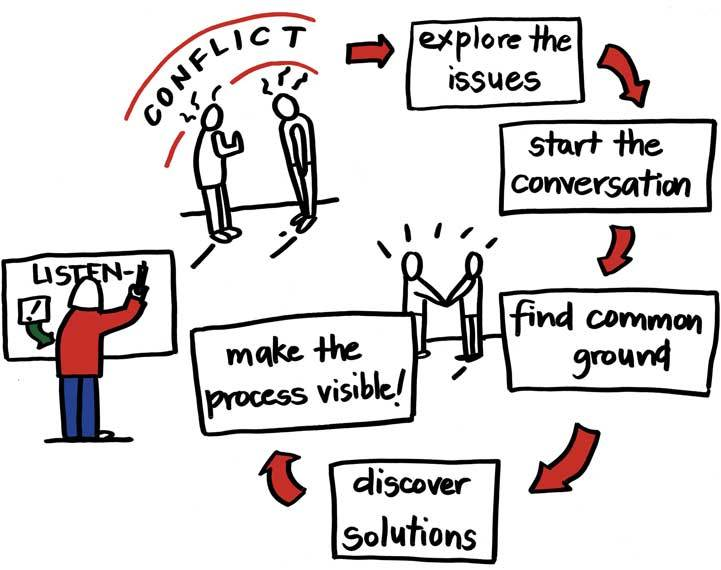 CONFLICT
explore the
issues
start the
conversation
find common
ground
discover
solutions
make the
process visible!
LISTEN-
!